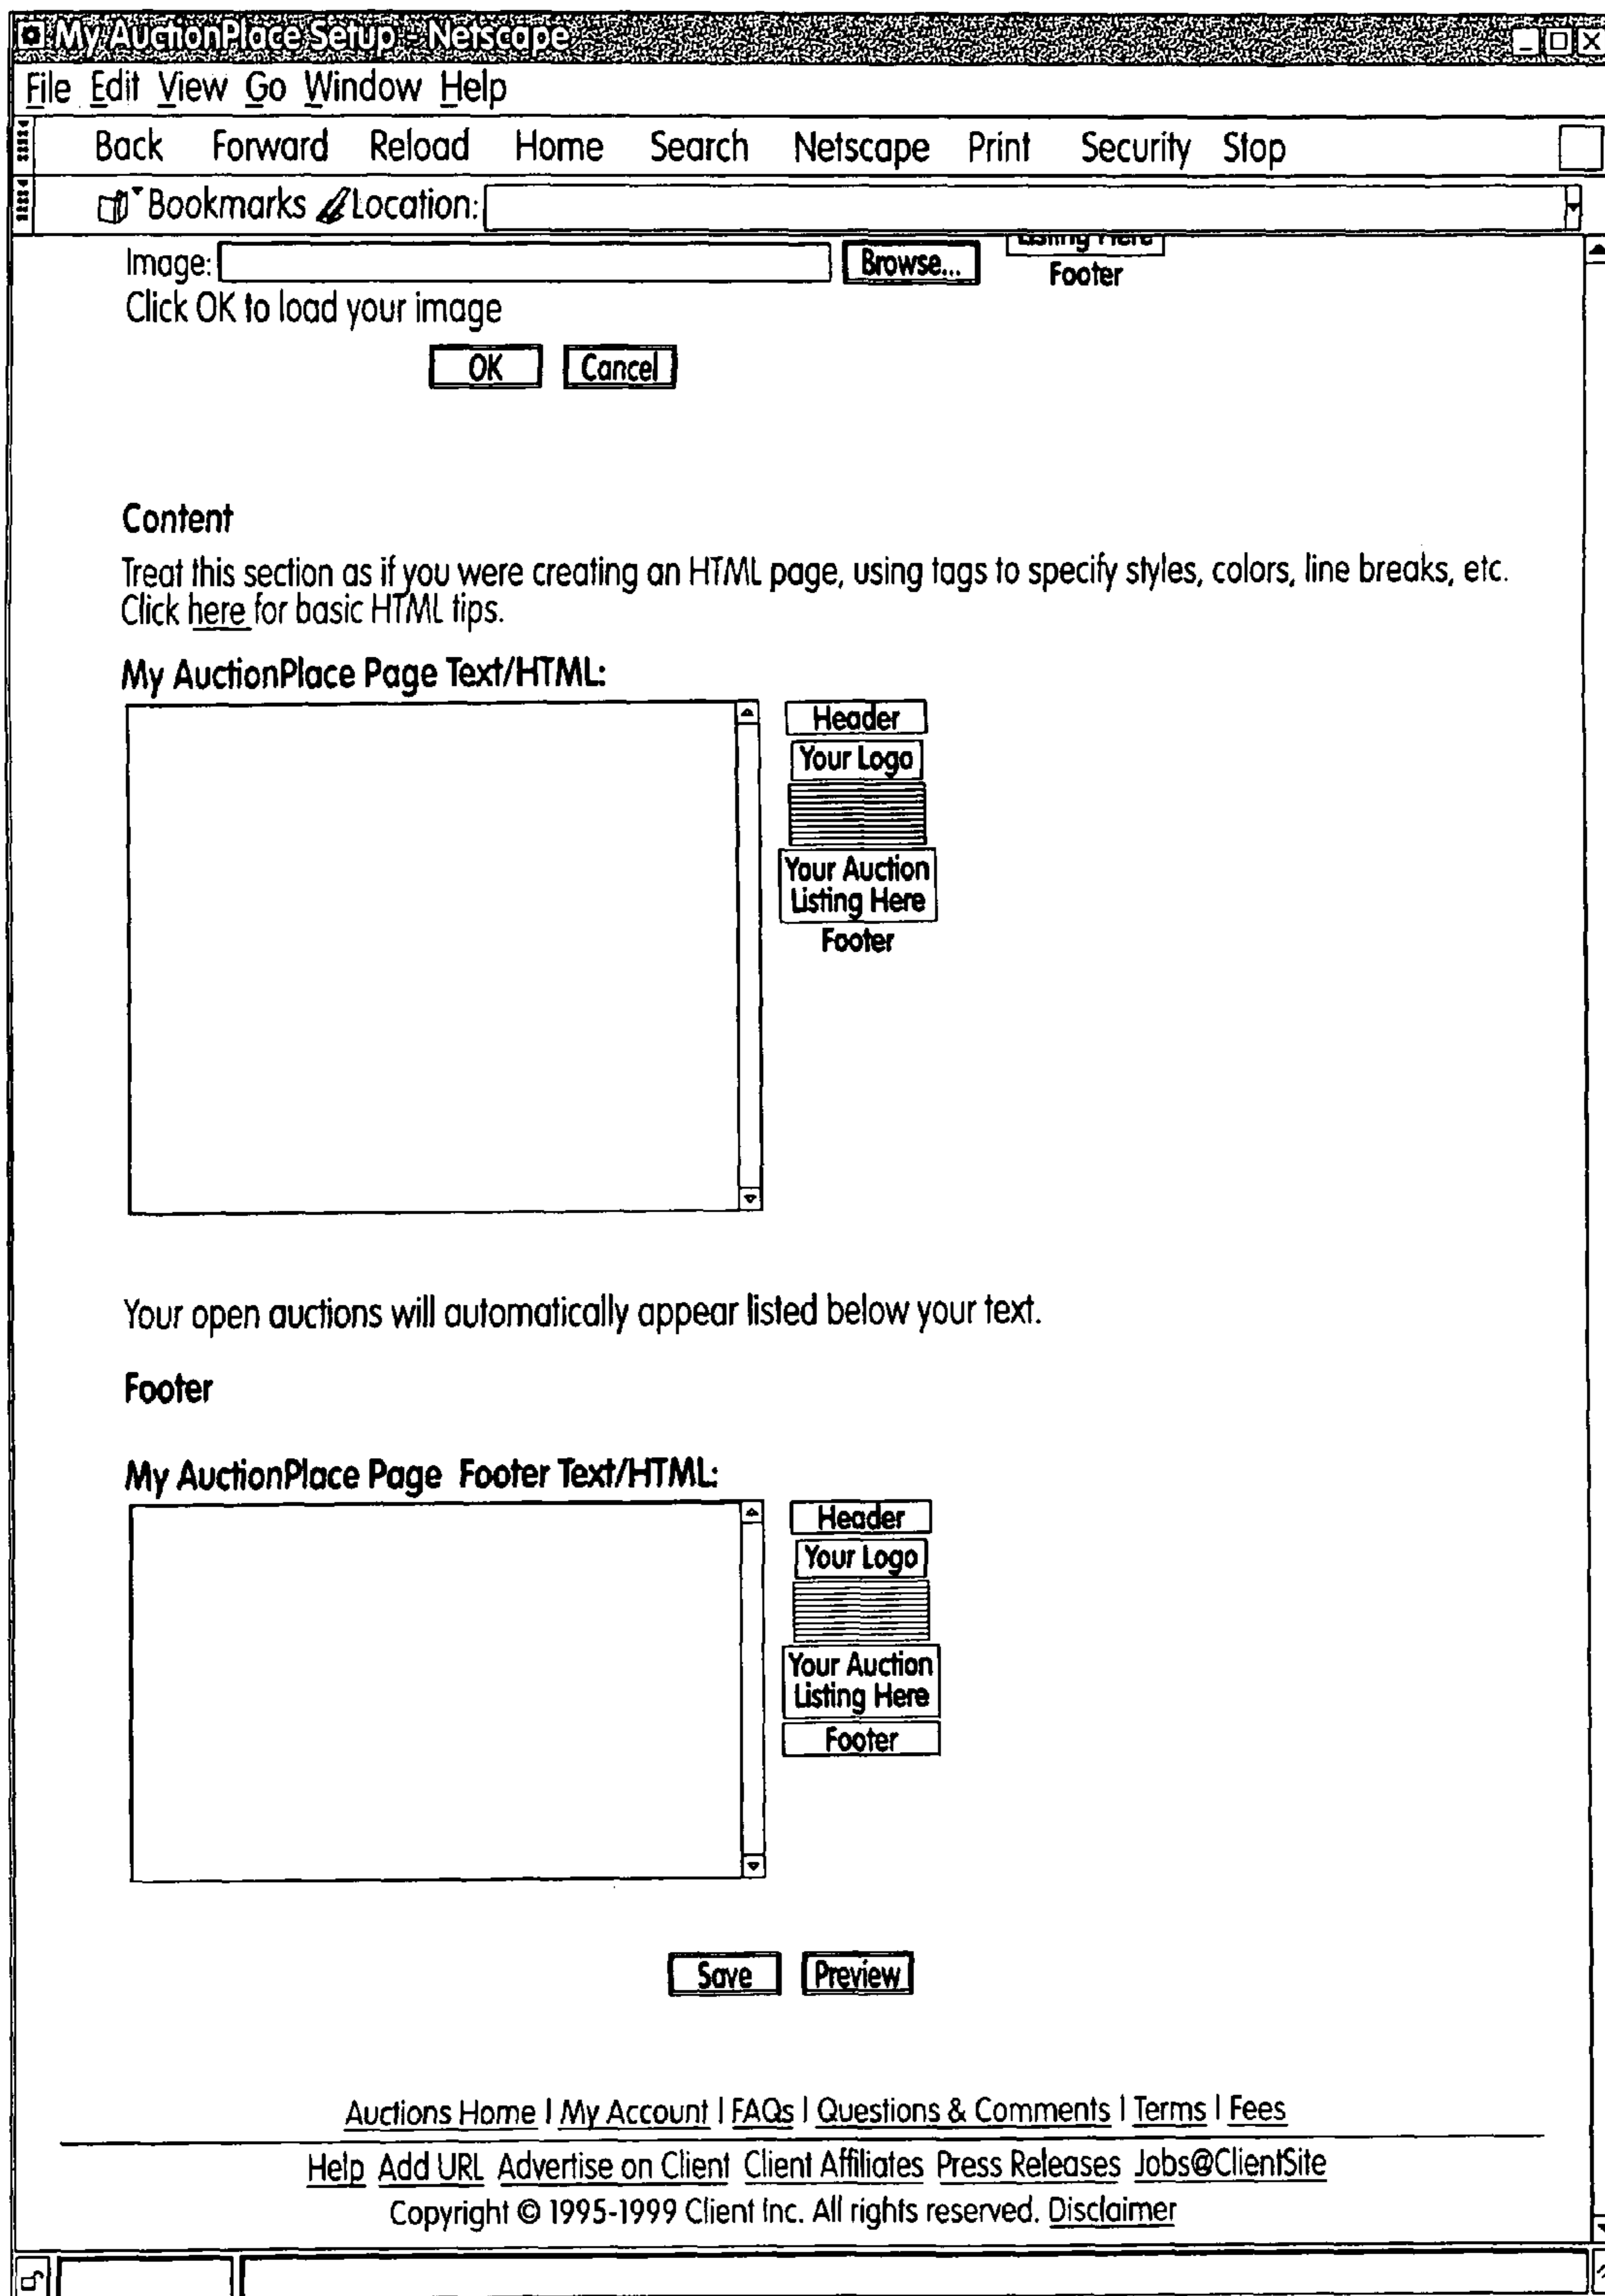 My AuctionPlace Setup - Netscape
File Edit View Go Window Help
Back Forward Reload Home Search Netscape Print Security Stop
Bookmarks Location:
Listing Here
Image: Browse...
Footer
Click OK to load your image
OK Cancel
Content
Treat this section as if you were creating an HTML page, using tags to specify styles, colors, line breaks, etc.
Click here for basic HTML tips.
My AuctionPlace Page Text/HTML:
Header
Your Logo
Your Auction
Listing Here
Footer
Your open auctions will automatically appear listed below your text.
Footer
My AuctionPlace Page Footer Text/HTML:
Header
Your Logo
Your Auction
Listing Here
Footer
Save Preview
Auctions Home | My Account | FAQs | Questions & Comments | Terms | Fees
Help Add URL Advertise on Client Client Affiliates Press Releases Jobs@ClientSite
Copyright © 1995-1999 Client Inc. All rights reserved. Disclaimer